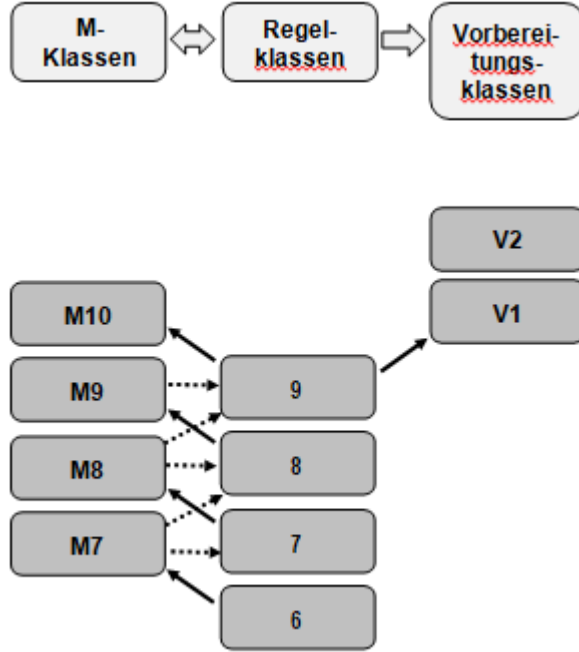 M-
Klassen
Regel-
klassen
Vorberei-
tungs-
klassen
V2
M10
V1
M9
9
M8
8
M7
7
6